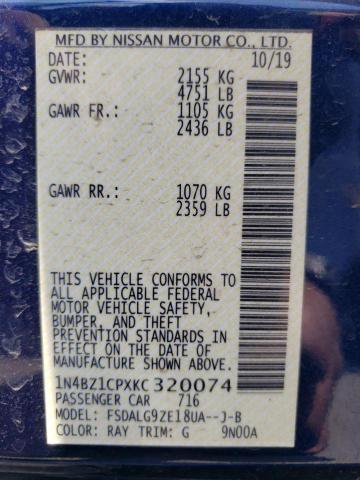 MFD BY NISSAN MOTOR CO., LTD.
DATE: 10/19
GVWR: 2155 KG
4751 LB
GAWR FR.: 1105 KG
2436 LB
GAWR RR.: 1070 KG
2359 LB
THIS VEHICLE CONFORMS TO
ALL APPLICABLE FEDERAL
MOTOR VEHICLE SAFETY,
BUMPER, AND THEFT
PREVENTION STANDARDS
IN EFFECT ON THE DATE OF
MANUFACTURE SHOWN ABOVE.
1N4BZ1CPXKC 320074
PASSENGER CAR 716
MODEL: FSDALG9ZE18UA--J-B
COLOR: RAY TRIM: G 9N00A